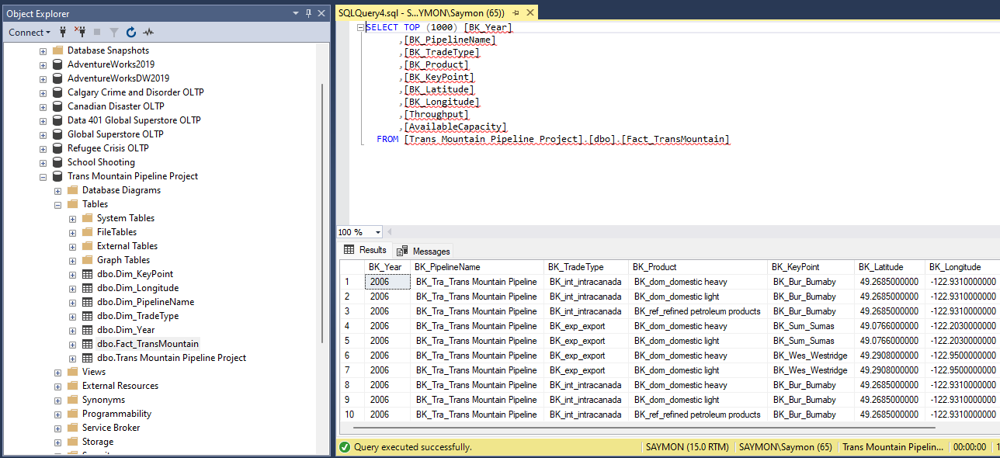 Object Explorer
Connect
Database Snapshots
AdventureWorks2019
AdventureWorksDW2019
Calgary Crime and Disorder OLTP
Canadian Disaster OLTP
Data 401 Global Superstore OLTP
Global Superstore OLTP
Refugee Crisis OLTP
School Shooting
Trans Mountain Pipeline Project
Database Diagrams
Tables
System Tables
FileTables
External Tables
Graph Tables
dbo.Dim_KeyPoint
dbo.Dim_Longitude
dbo.Dim_PipelineName
dbo.Dim_TradeType
dbo.Dim_Year
dbo.Fact_TransMountain
dbo.Trans Mountain Pipeline Project
Views
External Resources
Synonyms
Programmability
Service Broker
Storage
SQLQuery4.sql - S...YMON\Saymon (65))
SELECT TOP (1000) [BK_Year]
,[BK_PipelineName]
,[BK_TradeType]
,[BK_Product]
,[BK_KeyPoint]
,[BK_Latitude]
,[BK_Longitude]
,[Throughput]
,[AvailableCapacity]
FROM [Trans Mountain Pipeline Project].[dbo].[Fact_TransMountain]
100 %
Results Messages
BK_Year BK_PipelineName BK_TradeType BK_Product BK_KeyPoint BK_Latitude BK_Longitude
1 2006 BK_Tra_Trans Mountain Pipeline BK_int_intracanada BK_dom_domestic heavy BK_Bur_Burnaby 49.2685000000 -122.9310000000
2 2006 BK_Tra_Trans Mountain Pipeline BK_int_intracanada BK_dom_domestic light BK_Bur_Burnaby 49.2685000000 -122.9310000000
3 2006 BK_Tra_Trans Mountain Pipeline BK_int_intracanada BK_ref_refined petroleum products BK_Bur_Burnaby 49.2685000000 -122.9310000000
4 2006 BK_Tra_Trans Mountain Pipeline BK_exp_export BK_dom_domestic heavy BK_Sum_Sumas 49.0766000000 -122.2030000000
5 2006 BK_Tra_Trans Mountain Pipeline BK_exp_export BK_dom_domestic light BK_Sum_Sumas 49.0766000000 -122.2030000000
6 2006 BK_Tra_Trans Mountain Pipeline BK_exp_export BK_dom_domestic heavy BK_Wes_Westridge 49.2908000000 -122.9500000000
7 2006 BK_Tra_Trans Mountain Pipeline BK_exp_export BK_dom_domestic light BK_Wes_Westridge 49.2908000000 -122.9500000000
8 2006 BK_Tra_Trans Mountain Pipeline BK_int_intracanada BK_dom_domestic heavy BK_Bur_Burnaby 49.2685000000 -122.9310000000
9 2006 BK_Tra_Trans Mountain Pipeline BK_int_intracanada BK_dom_domestic light BK_Bur_Burnaby 49.2685000000 -122.9310000000
10 2006 BK_Tra_Trans Mountain Pipeline BK_int_intracanada BK_ref_refined petroleum products BK_Bur_Burnaby 49.2685000000 -122.9310000000
Query executed successfully. SAYMON (15.0 RTM) SAYMON\Saymon (65) Trans Mountain Pipelin... 00:00:00